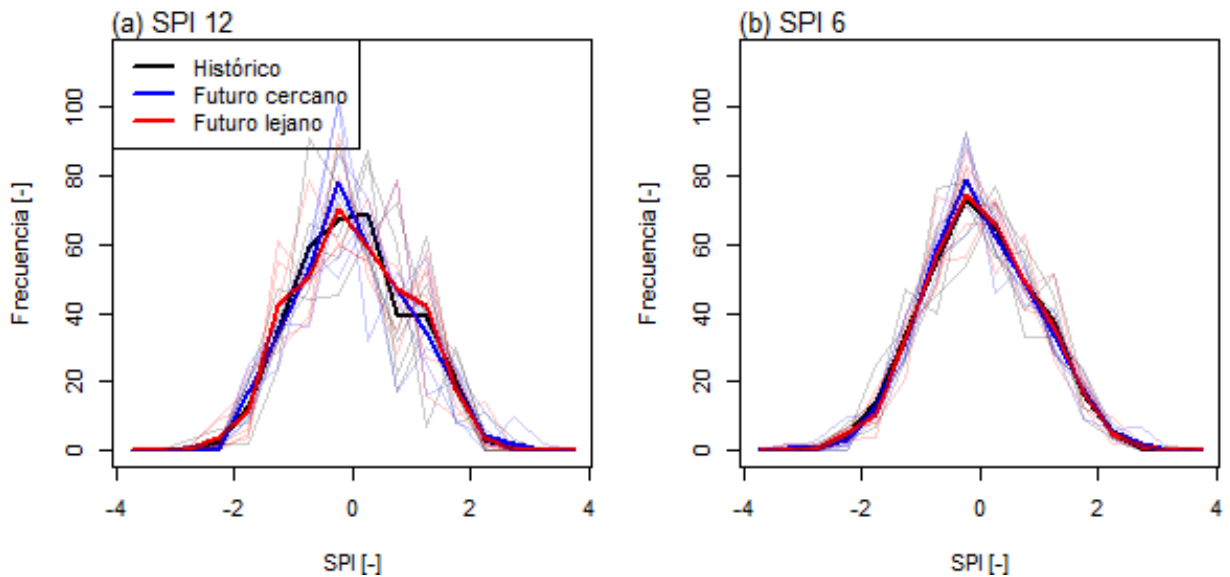 (a) SPI 12
Histórico
Futuro cercano
Futuro lejano
Frecuencia [-]
0
20
40
60
80
100
-4
-2
0
2
4
SPI [-]
(b) SPI 6
Frecuencia [-]
0
20
40
60
80
100
-4
-2
0
2
4
SPI [-]